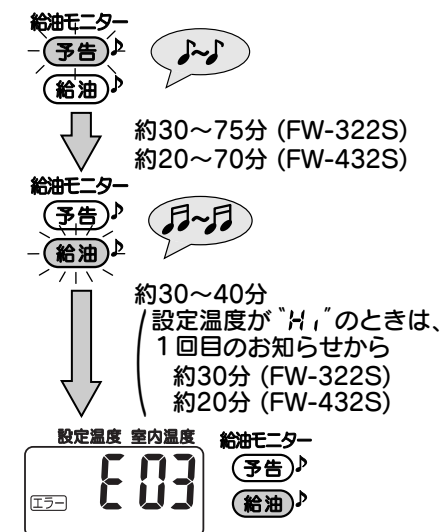 給油モニター
予告♪
♪～♪
給油♪
約30～75分 (FW-322S)
約20～70分 (FW-432S)
給油モニター
予告♪
♬～♬
給油♪
約30～40分
設定温度が“Hi”のときは、
1回目のお知らせから
約30分 (FW-322S)
約20分 (FW-432S)
設定温度 室内温度
エラー E03
給油モニター
予告♪
給油♪